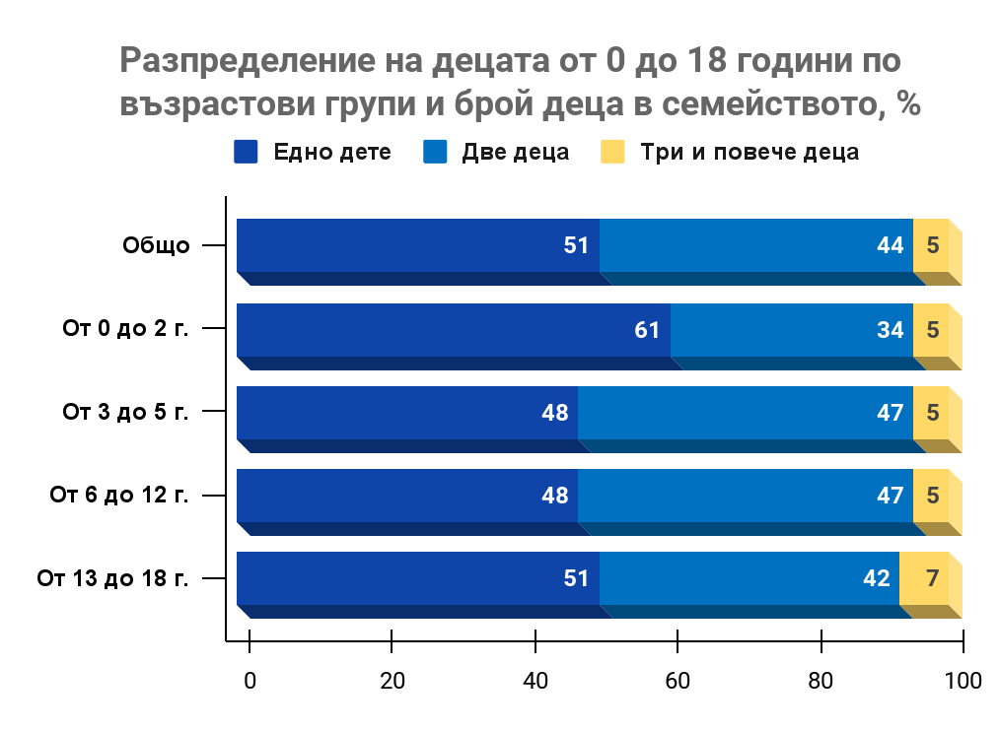 Разпределение на децата от 0 до 18 години по
възрастови групи и брой деца в семейството, %
Едно дете Две деца Три и повече деца
Общо 51 44 5
От 0 до 2 г. 61 34 5
От 3 до 5 г. 48 47 5
От 6 до 12 г. 48 47 5
От 13 до 18 г. 51 42 7
0 20 40 60 80 100